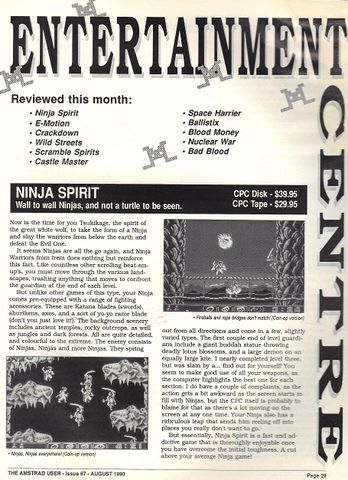 ENTERTAINMENT
CENTRE
Reviewed this month:
• Ninja Spirit
• E-Motion
• Crackdown
• Wild Streets
• Scramble Spirits
• Castle Master
• Space Harrier
• Ballistix
• Blood Money
• Nuclear War
• Bad Blood
NINJA SPIRIT
Wall to wall Ninjas, and not a turtle to be seen.
CPC Disk - $39.95
CPC Tape - $29.95
Now is the time for you Tsukikage, the spirit of
the great white wolf, to take the form of a Ninja
and slay the warriors from below the earth and
defeat the Evil One.
It seems Ninjas are all the go again, and Ninja
Warriors from Irem does nothing but reinforce
this fact. Like countless other scrolling beat-em-
up's, you must move through the various land-
scapes, trashing anything that moves to confront
the guardian at the end of each level.
But unlike other games of this type, your Ninja
comes pre-equipped with a range of fighting
accessories. These are Katana blades (swords),
shurikens, axes, and a sort of yo-yo razor blade
(don't you just love it!). The background scenery
includes ancient temples, rocky outcrops, as well
as jungles and dark forests. All are quite detailed,
and colourful to the extreme. The enemy consists
of Ninjas, Ninjas and more Ninjas. They spring
• Ninjas, Ninjas everywhere! (Coin-op version)
• Fireballs and rope bridges don't match! (Coin-op version)
out from all directions and come in a few, slightly
varied types. The first couple end of level guardi-
ans include a giant buddah statue throwing
deadly lotus blossoms, and a large demon on an
equally large kite. I nearly completed level three,
but was slain by a... find out for yourself! You
seem to make good use of all your weapons, as
the computer highlights the best one for each
section. I do have a couple of complaints, as the
action gets a bit awkward as the screen starts to
fill with Ninjas, but the CPC itself is probably to
blame for that as there's a lot moving on the
screen at any one time. Your Ninja also has a
ridiculous leap that sends him reeling off into
places you really don't want to go.
But essentially, Ninja Spirit is a fast and ad-
dictive game that is thoroughly enjoyable once
you have overcome the initial toughness. A cut
above your average Ninja game!
THE AMSTRAD USER - Issue 67 - AUGUST 1990
Page 29